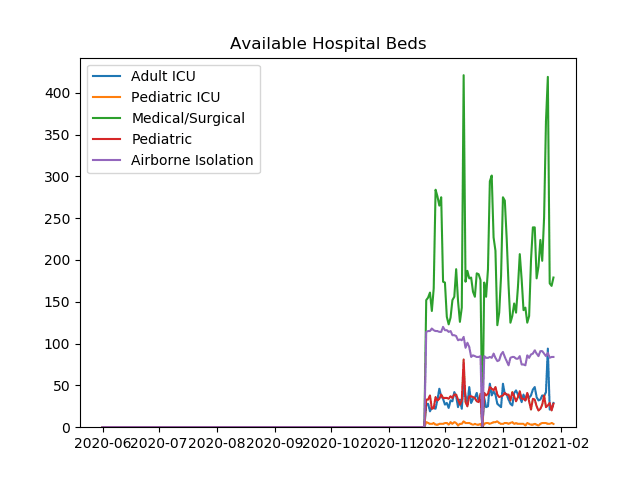 Available Hospital Beds
Adult ICU
Pediatric ICU
Medical/Surgical
Pediatric
Airborne Isolation
400
350
300
250
200
150
100
50
0
2020-06 2020-07 2020-08 2020-09 2020-10 2020-11 2020-12 2021-01 2021-02